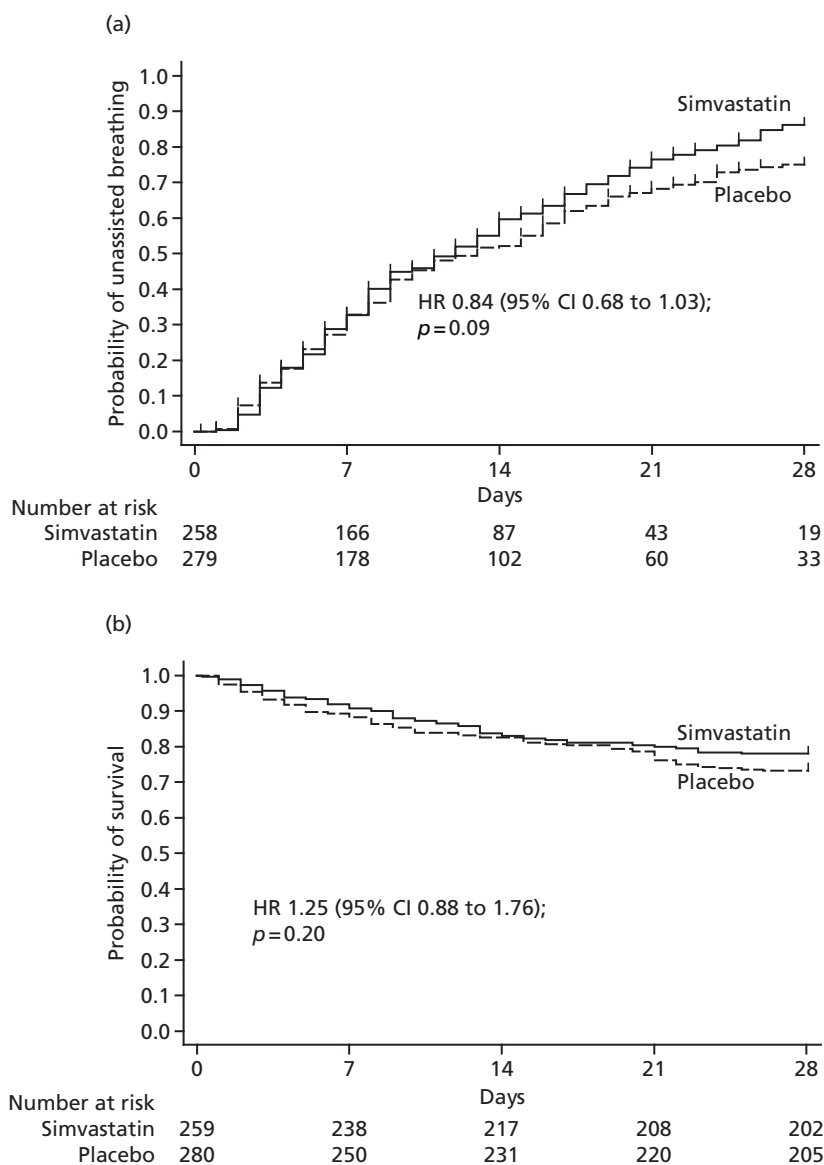 (a)
Probability of unassisted breathing
1.0
0.9
0.8
0.7
0.6
0.5
0.4
0.3
0.2
0.1
0.0
Simvastatin
Placebo
HR 0.84 (95% CI 0.68 to 1.03);
p=0.09
0 7 14 21 28
Days
Number at risk
Simvastatin 258 166 87 43 19
Placebo 279 178 102 60 33
(b)
Probability of survival
1.0
0.9
0.8
0.7
0.6
0.5
0.4
0.3
0.2
0.1
0.0
Simvastatin
Placebo
HR 1.25 (95% CI 0.88 to 1.76);
p=0.20
0 7 14 21 28
Days
Number at risk
Simvastatin 259 238 217 208 202
Placebo 280 250 231 220 205